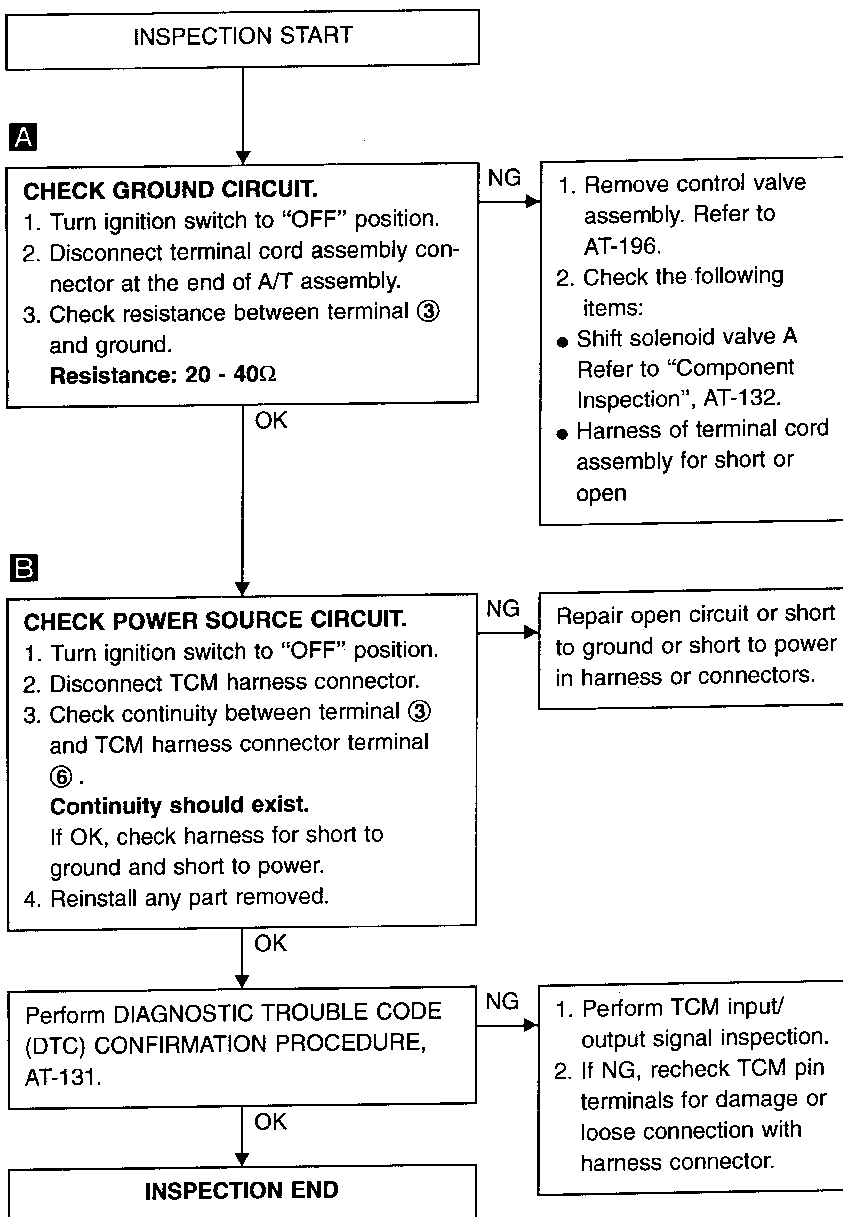 INSPECTION START
A
CHECK GROUND CIRCUIT.
1. Turn ignition switch to “OFF” position.
2. Disconnect terminal cord assembly con-
nector at the end of A/T assembly.
3. Check resistance between terminal ③
and ground.
Resistance: 20 - 40Ω
NG
1. Remove control valve
assembly. Refer to
AT-196.
2. Check the following
items:
● Shift solenoid valve A
Refer to “Component
Inspection”, AT-132.
● Harness of terminal cord
assembly for short or
open
OK
B
CHECK POWER SOURCE CIRCUIT.
1. Turn ignition switch to “OFF” position.
2. Disconnect TCM harness connector.
3. Check continuity between terminal ③
and TCM harness connector terminal
⑥ .
Continuity should exist.
If OK, check harness for short to
ground and short to power.
4. Reinstall any part removed.
NG
Repair open circuit or short
to ground or short to power
in harness or connectors.
OK
Perform DIAGNOSTIC TROUBLE CODE
(DTC) CONFIRMATION PROCEDURE,
AT-131.
NG
1. Perform TCM input/
output signal inspection.
2. If NG, recheck TCM pin
terminals for damage or
loose connection with
harness connector.
OK
INSPECTION END